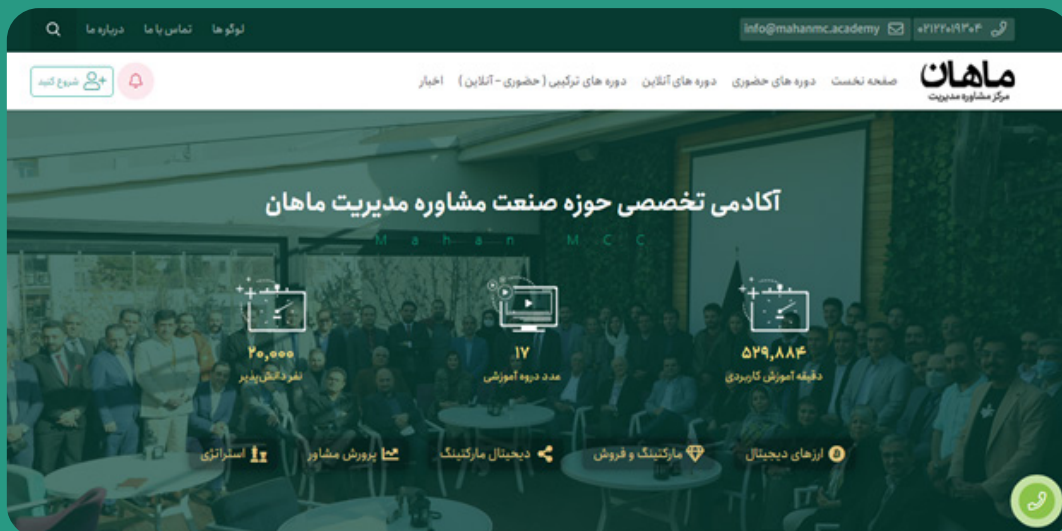 ۰۲۱۲۲۰۱۹۳۰۴ info@mahanmc.academy لوگو ها تماس با ما درباره ما
ماهان
مرکز مشاوره مدیریت
صفحه نخست دوره های حضوری دوره های آنلاین دوره های ترکیبی ( حضوری - آنلاین ) اخبار شروع کنید
آکادمی تخصصی حوزه صنعت مشاوره مدیریت ماهان
Mahan MCC
۵۲۹,۸۸۴ ۱۷ ۲۰,۰۰۰
دقیقه آموزش کاربردی عدد دروه آموزشی نفر دانش‌پذیر
ارزهای دیجیتال مارکتینگ و فروش دیجیتال مارکتینگ پرورش مشاور استراتژی